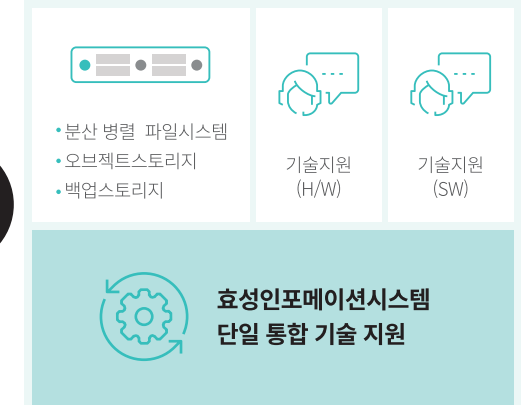 • 분산 병렬 파일시스템
• 오브젝트스토리지
• 백업스토리지
기술지원
(H/W)
기술지원
(SW)
효성인포메이션시스템
단일 통합 기술 지원